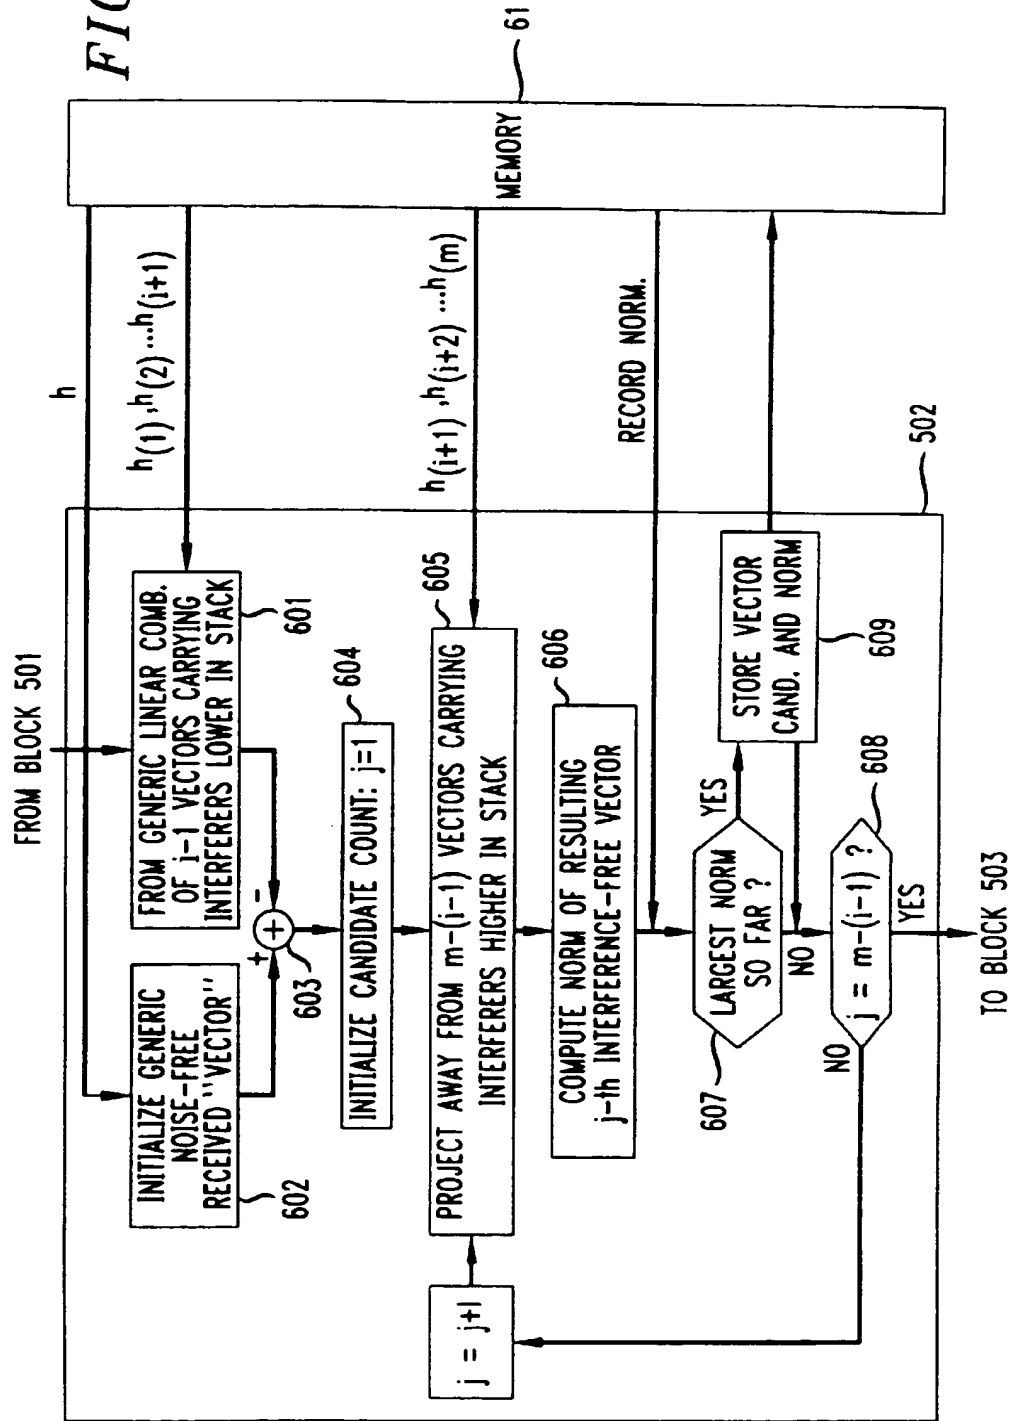 FIG
FROM BLOCK 501
h
h(1),h(2)...h(i+1)
h(i+1),h(i+2)...h(m)
RECORD NORM.
MEMORY
61
502
INITIALIZE GENERIC
NOISE-FREE
RECEIVED "VECTOR"
602
FROM GENERIC LINEAR COMB.
OF i-1 VECTORS CARRYING
INTERFERERS LOWER IN STACK
601
+
-
+
603
INITIALIZE CANDIDATE COUNT: j=1
604
PROJECT AWAY FROM m-(i-1) VECTORS CARRYING
INTERFERERS HIGHER IN STACK
605
COMPUTE NORM OF RESULTING
j-th INTERFERENCE-FREE VECTOR
606
LARGEST NORM
SO FAR ?
607
YES
NO
STORE VECTOR
CAND. AND NORM
609
j = m-(i-1) ?
608
NO
YES
j = j+1
TO BLOCK 503